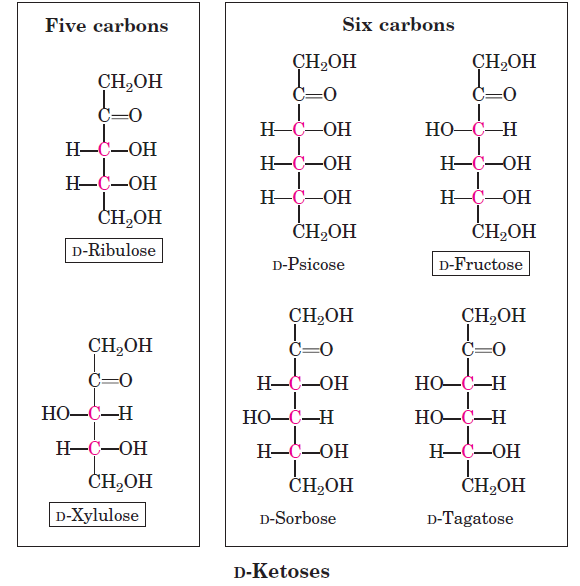 Five carbons
CH₂OH
C=O
H—C—OH
H—C—OH
CH₂OH
D-Ribulose
CH₂OH
C=O
HO—C—H
H—C—OH
CH₂OH
D-Xylulose
Six carbons
CH₂OH
C=O
H—C—OH
H—C—OH
H—C—OH
CH₂OH
D-Psicose
CH₂OH
C=O
HO—C—H
H—C—OH
H—C—OH
CH₂OH
D-Fructose
CH₂OH
C=O
H—C—OH
HO—C—H
H—C—OH
CH₂OH
D-Sorbose
CH₂OH
C=O
HO—C—H
HO—C—H
H—C—OH
CH₂OH
D-Tagatose
D-Ketoses